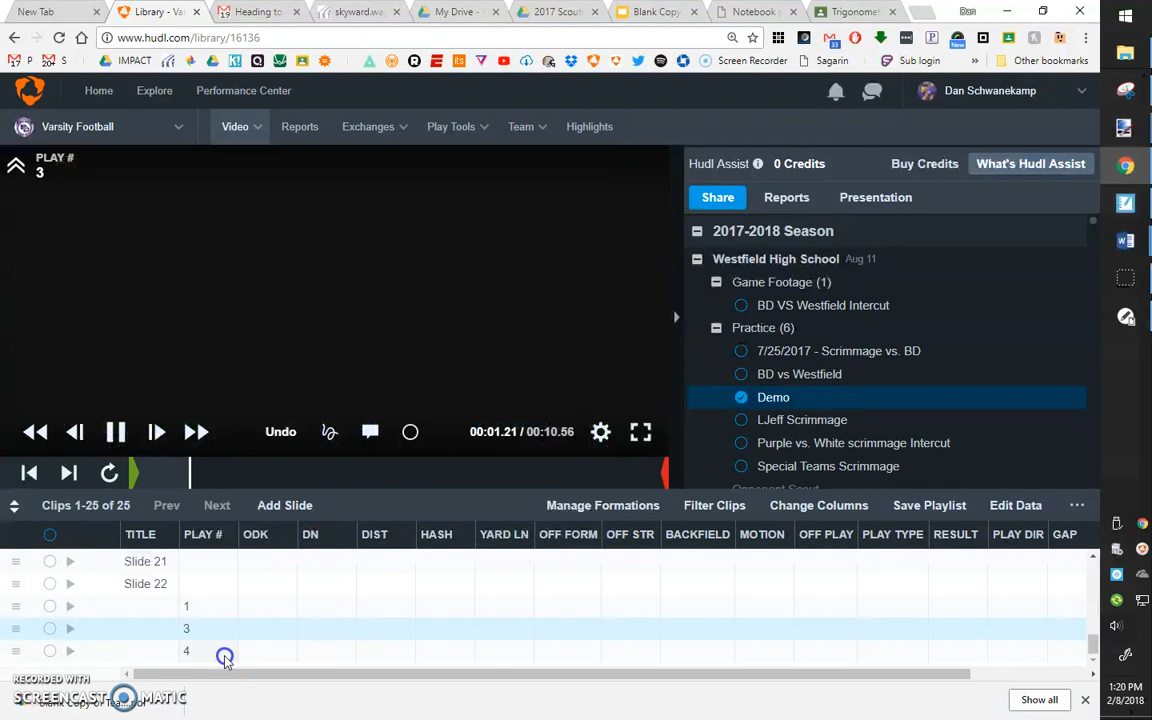 New Tab
Library - Va
Heading to
skyward.wa
My Drive -
2017 Scout
Blank Copy
Notebook p
Trigonomet
Dan
www.hudl.com/library/16136
17 P
20+ S
IMPACT
its
33
New
Screen Recorder
Sagarin
Sub login
»
Other bookmarks
Home
Explore
Performance Center
Dan Schwanekamp
Varsity Football
Video
Reports
Exchanges
Play Tools
Team
Highlights
PLAY #
3
Hudl Assist
0 Credits
Buy Credits
What's Hudl Assist
Share
Reports
Presentation
2017-2018 Season
Westfield High School Aug 11
Game Footage (1)
BD VS Westfield Intercut
Practice (6)
7/25/2017 - Scrimmage vs. BD
BD vs Westfield
Demo
LJeff Scrimmage
Purple vs. White scrimmage Intercut
Special Teams Scrimmage
Opponent Scout
Undo
00:01.21 / 00:10.56
Clips 1-25 of 25
Prev
Next
Add Slide
Manage Formations
Filter Clips
Change Columns
Save Playlist
Edit Data
TITLE PLAY # ODK DN DIST HASH YARD LN OFF FORM OFF STR BACKFIELD MOTION OFF PLAY PLAY TYPE RESULT PLAY DIR GAP
Slide 21
Slide 22
1
3
4
RECORDED WITH
SCREENCAST MATIC
Show all
1:20 PM
2/8/2018